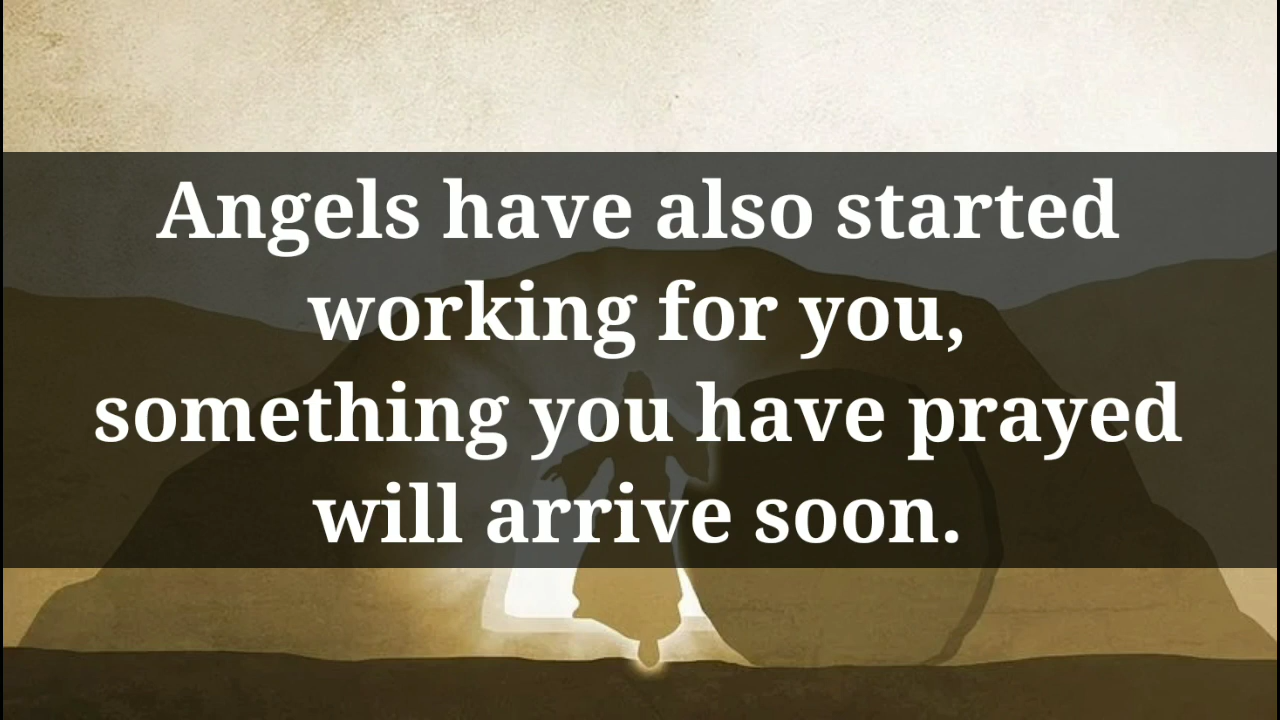 Angels have also started
working for you,
something you have prayed
will arrive soon.